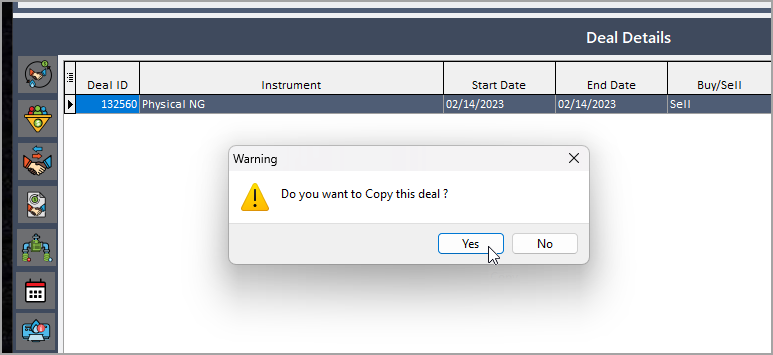 Deal Details
Deal ID Instrument Start Date End Date Buy/Sell
132560 Physical NG 02/14/2023 02/14/2023 Sell
Warning
Do you want to Copy this deal ?
Yes No